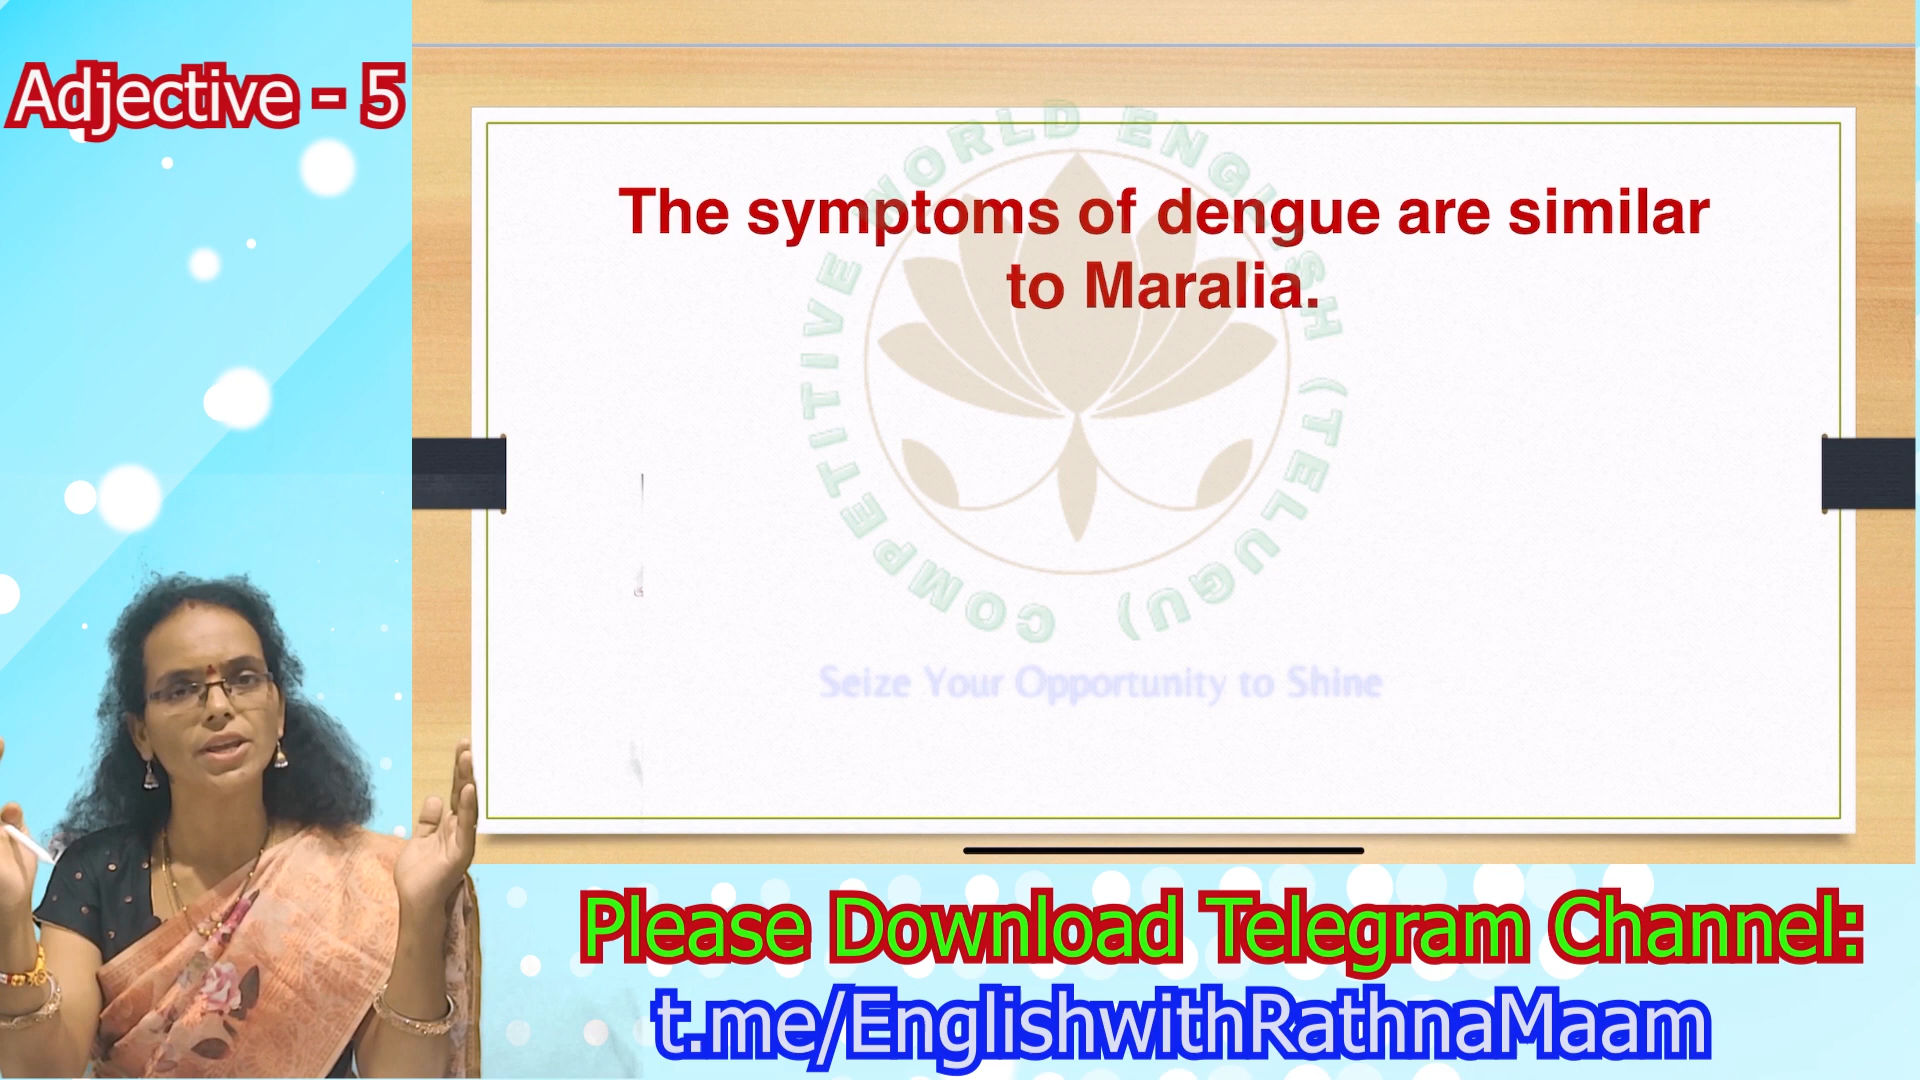 Adjective - 5
The symptoms of dengue are similar
to Maralia.
COMPETITIVE WORLD ENGLISH (TELUGU)
Seize Your Opportunity to Shine
Please Download Telegram Channel:
t.me/EnglishwithRathnaMaam